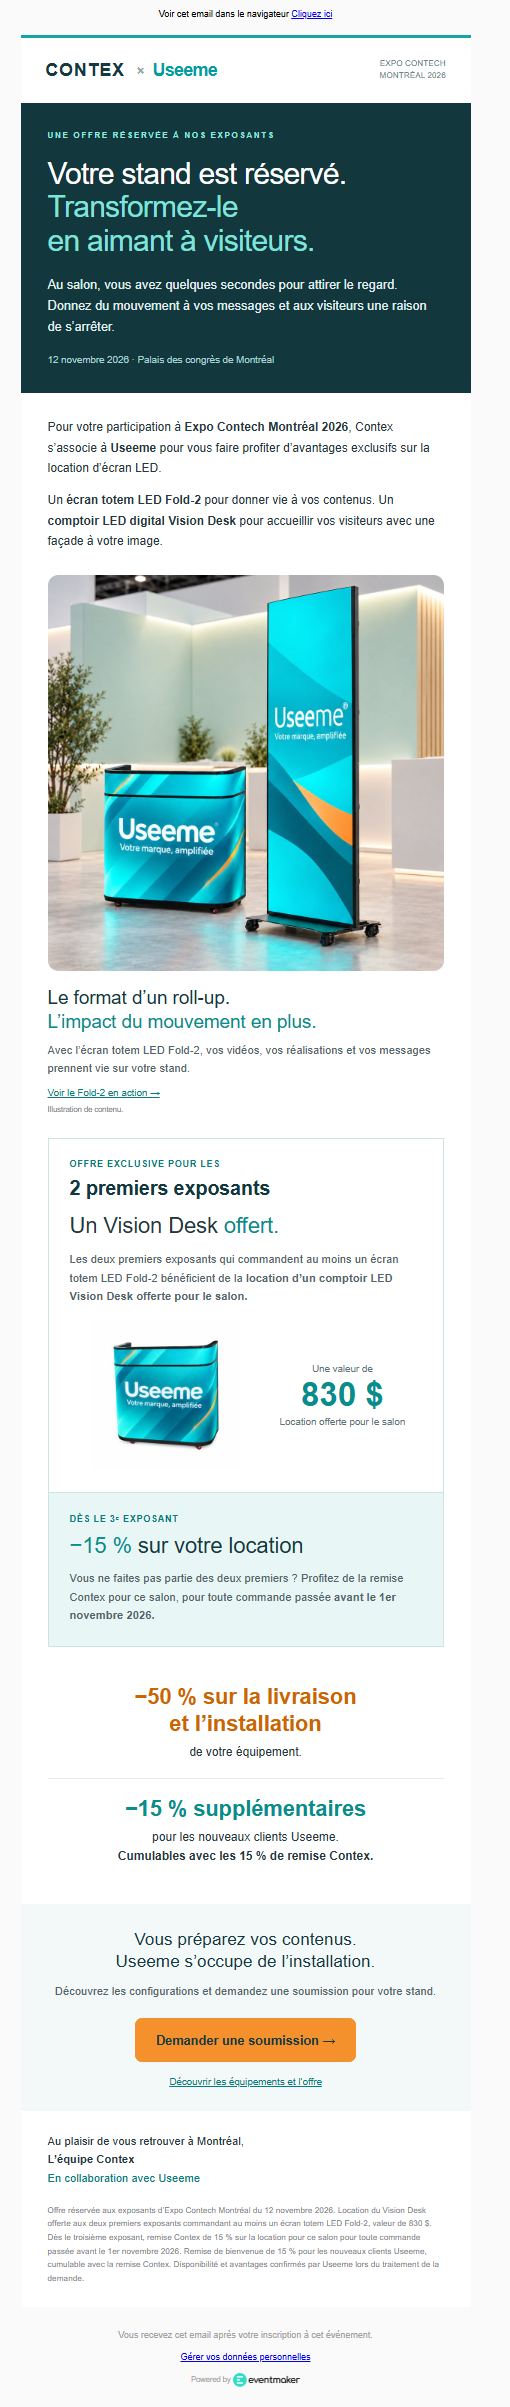 Voir cet email dans le navigateur Cliquez ici
CONTEX × Useeme
EXPO CONTECH
MONTRÉAL 2026
UNE OFFRE RÉSERVÉE À NOS EXPOSANTS
Votre stand est réservé.
Transformez-le
en aimant à visiteurs.
Au salon, vous avez quelques secondes pour attirer le regard.
Donnez du mouvement à vos messages et aux visiteurs une raison
de s’arrêter.
12 novembre 2026 · Palais des congrès de Montréal
Pour votre participation à Expo Contech Montréal 2026, Contex
s’associe à Useeme pour vous faire profiter d’avantages exclusifs sur la
location d’écran LED.
Un écran totem LED Fold-2 pour donner vie à vos contenus. Un
comptoir LED digital Vision Desk pour accueillir vos visiteurs avec une
façade à votre image.
Useeme®
Votre marque, amplifiée
Useeme
Votre marque, amplifiée
Le format d’un roll-up.
L’impact du mouvement en plus.
Avec l’écran totem LED Fold-2, vos vidéos, vos réalisations et vos messages
prennent vie sur votre stand.
Voir le Fold-2 en action →
Illustration de contenu.
OFFRE EXCLUSIVE POUR LES
2 premiers exposants
Un Vision Desk offert.
Les deux premiers exposants qui commandent au moins un écran
totem LED Fold-2 bénéficient de la location d’un comptoir LED
Vision Desk offerte pour le salon.
Useeme
Votre marque, amplifiée
Une valeur de
830 $
Location offerte pour le salon
DÈS LE 3e EXPOSANT
−15 % sur votre location
Vous ne faites pas partie des deux premiers ? Profitez de la remise
Contex pour ce salon, pour toute commande passée avant le 1er
novembre 2026.
−50 % sur la livraison
et l’installation
de votre équipement.
−15 % supplémentaires
pour les nouveaux clients Useeme.
Cumulables avec les 15 % de remise Contex.
Vous préparez vos contenus.
Useeme s’occupe de l’installation.
Découvrez les configurations et demandez une soumission pour votre stand.
Demander une soumission →
Découvrir les équipements et l’offre
Au plaisir de vous retrouver à Montréal,
L’équipe Contex
En collaboration avec Useeme
Offre réservée aux exposants d’Expo Contech Montréal du 12 novembre 2026. Location du Vision Desk
offerte aux deux premiers exposants commandant au moins un écran totem LED Fold-2, valeur de 830 $.
Dès le troisième exposant, remise Contex de 15 % sur la location pour ce salon pour toute commande
passée avant le 1er novembre 2026. Remise de bienvenue de 15 % pour les nouveaux clients Useeme,
cumulable avec la remise Contex. Disponibilité et avantages confirmés par Useeme lors du traitement de la
demande.
Vous recevez cet email après votre inscription à cet événement.
Gérer vos données personnelles
Powered by eventmaker